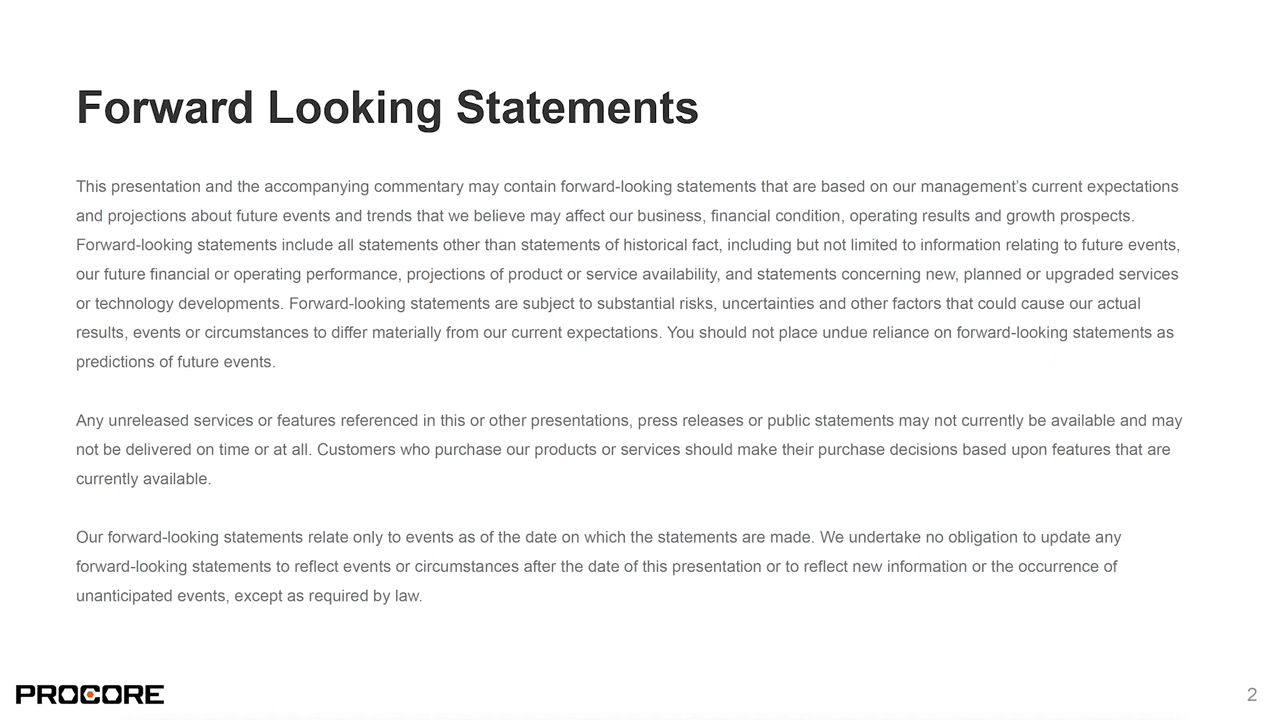 Forward Looking Statements
This presentation and the accompanying commentary may contain forward-looking statements that are based on our management’s current expectations
and projections about future events and trends that we believe may affect our business, financial condition, operating results and growth prospects.
Forward-looking statements include all statements other than statements of historical fact, including but not limited to information relating to future events,
our future financial or operating performance, projections of product or service availability, and statements concerning new, planned or upgraded services
or technology developments. Forward-looking statements are subject to substantial risks, uncertainties and other factors that could cause our actual
results, events or circumstances to differ materially from our current expectations. You should not place undue reliance on forward-looking statements as
predictions of future events.
Any unreleased services or features referenced in this or other presentations, press releases or public statements may not currently be available and may
not be delivered on time or at all. Customers who purchase our products or services should make their purchase decisions based upon features that are
currently available.
Our forward-looking statements relate only to events as of the date on which the statements are made. We undertake no obligation to update any
forward-looking statements to reflect events or circumstances after the date of this presentation or to reflect new information or the occurrence of
unanticipated events, except as required by law.
PROCORE
2